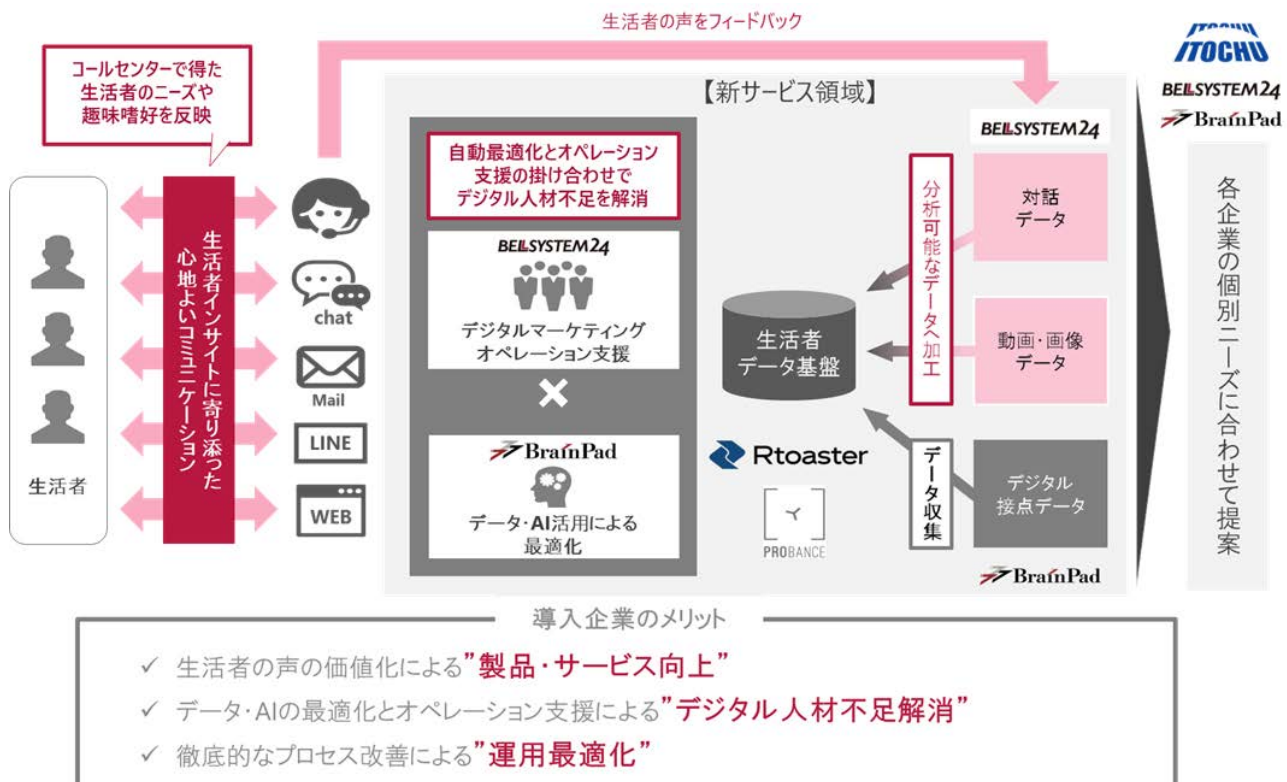 生活者の声をフィードバック
コールセンターで得た
生活者のニーズや
趣味嗜好を反映
生活者
生活者インサイトに寄り添った
心地よいコミュニケーション
chat
Mail
LINE
WEB
【新サービス領域】
自動最適化とオペレーション
支援の掛け合わせで
デジタル人材不足を解消
BELLSYSTEM24
デジタルマーケティング
オペレーション支援
×
BrainPad
データ・AI活用による
最適化
生活者
データ基盤
Rtoaster
イ
PROBANCE
分析可能なデータへ加工
データ収集
BELLSYSTEM24
対話
データ
動画・画像
データ
デジタル
接点データ
BrainPad
ITOCHU
ITOCHU
BELLSYSTEM24
BrainPad
各企業の個別ニーズに合わせて提案
導入企業のメリット
✓ 生活者の声の価値化による”製品・サービス向上”
✓ データ・AIの最適化とオペレーション支援による”デジタル人材不足解消”
✓ 徹底的なプロセス改善による”運用最適化”